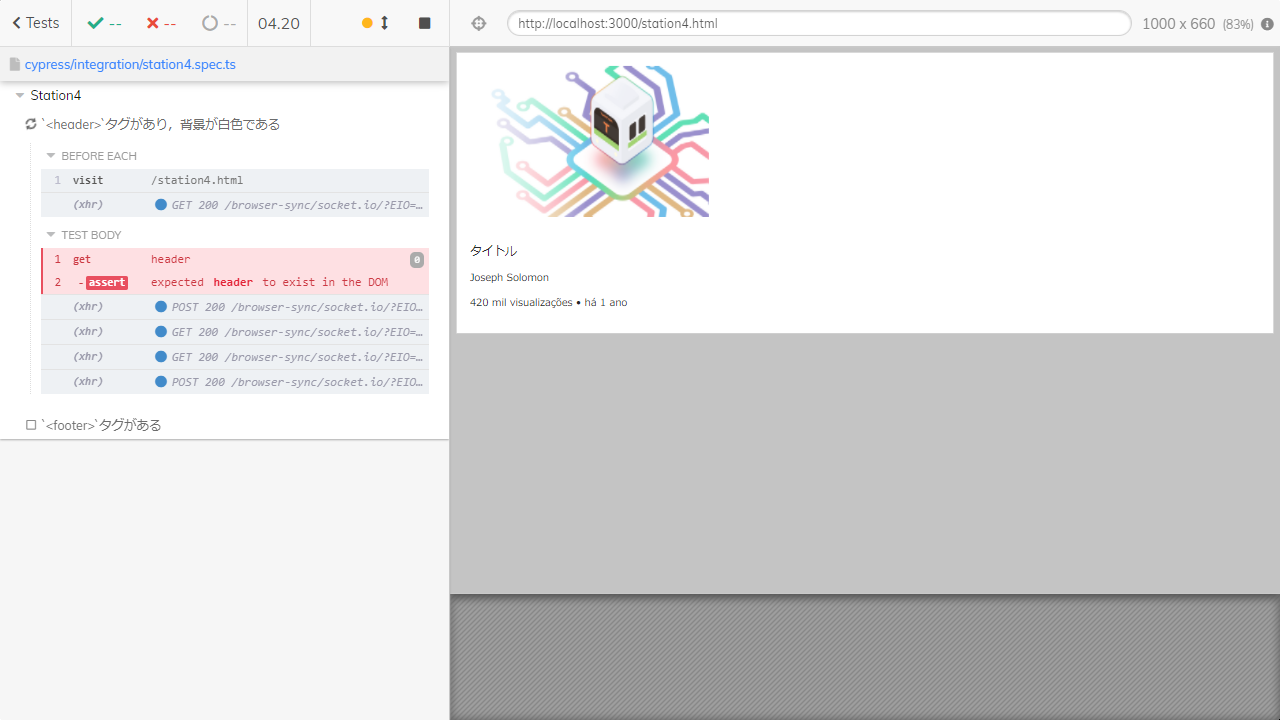 Tests
--
--
--
04.20
http://localhost:3000/station4.html
1000 x 660 (83%)
cypress/integration/station4.spec.ts
Station4
`<header>`タグがあり，背景が白色である
BEFORE EACH
1 visit /station4.html
(xhr) GET 200 /browser-sync/socket.io/?EIO=…
TEST BODY
1 get header 0
2 -assert expected header to exist in the DOM
(xhr) POST 200 /browser-sync/socket.io/?EIO…
(xhr) GET 200 /browser-sync/socket.io/?EIO=…
(xhr) GET 200 /browser-sync/socket.io/?EIO=…
(xhr) POST 200 /browser-sync/socket.io/?EIO…
`<footer>`タグがある
T
タイトル
Joseph Solomon
420 mil visualizações • há 1 ano